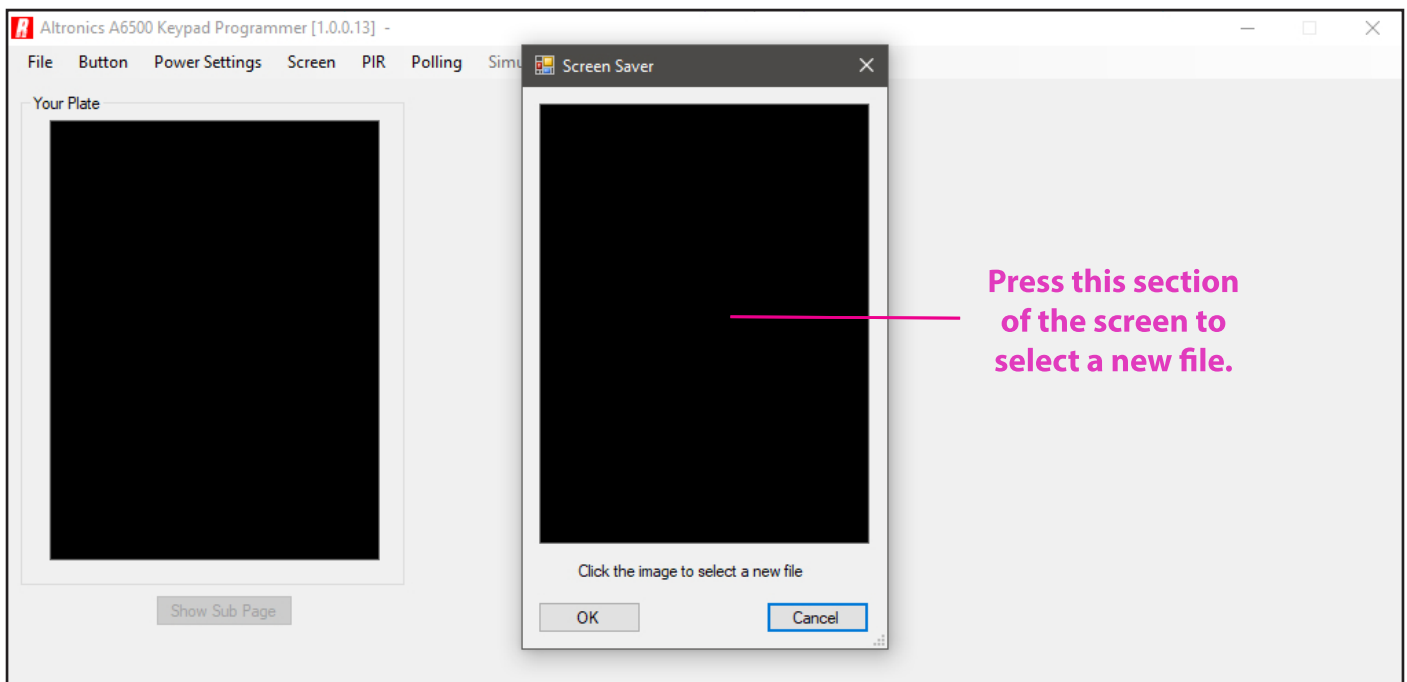 Altronics A6500 Keypad Programmer [1.0.0.13] -
File Button Power Settings Screen PIR Polling Simu
Screen Saver
Your Plate
Press this section
of the screen to
select a new file.
Click the image to select a new file
OK Cancel
Show Sub Page